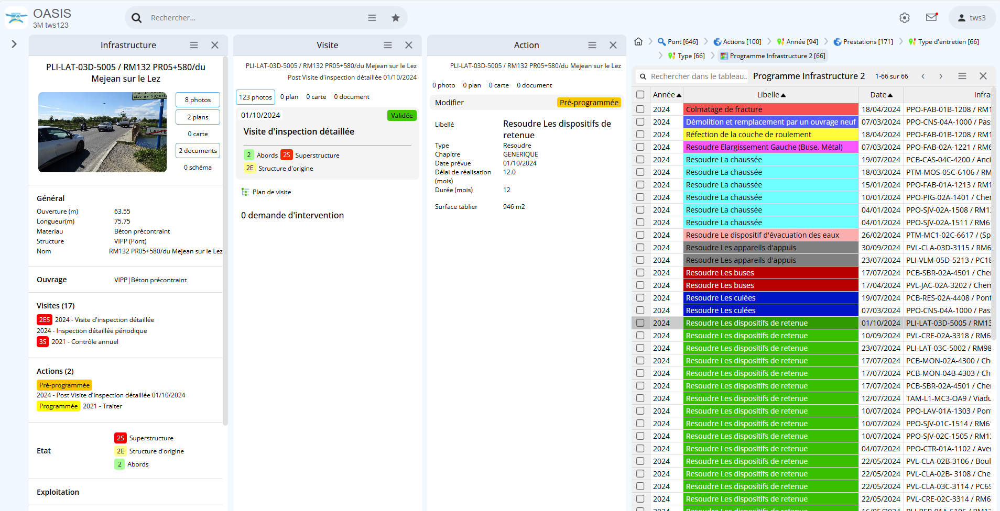 OASIS
3M tws123
Rechercher...
tws3
Infrastructure
PLI-LAT-03D-5005 / RM132 PR05+580/du
Mejean sur le Lez
8 photos
2 plans
0 carte
2 documents
0 schéma
Général
Ouverture (m) 63.55
Longueur(m) 75.75
Materiau Béton précontraint
Structure VIPP (Pont)
Nom RM132 PR05+580/du Mejean sur le Lez
Ouvrage VIPP|Béton précontraint
Visites (17)
2ES 2024 - Visite d'inspection détaillée
2024 - Inspection détaillée périodique
3S 2021 - Contrôle annuel
Actions (2)
Pré-programmée
2024 - Post Visite d'inspection détaillée 01/10/2024
Programmée 2021 - Traiter
Etat
2S Superstructure
2E Structure d'origine
2 Abords
Exploitation
Visite
PLI-LAT-03D-5005 / RM132 PR05+580/du Mejean sur le Lez
Post Visite d'inspection détaillée 01/10/2024
123 photos 0 plan 0 carte 0 document
01/10/2024 Validée
Visite d'inspection détaillée
2 Abords 2S Superstructure
2E Structure d'origine
Plan de visite
0 demande d'intervention
Action
PLI-LAT-03D-5005 / RM132 PR05+580/du Mejean sur le Lez
0 photo 0 plan 0 carte 0 document
Modifier Pré-programmée
Libellé Resoudre Les dispositifs de
retenue
Type Resoudre
Chapitre GENERIQUE
Date prévue 01/10/2024
Délai de réalisation 12.0
(mois)
Durée (mois) 12
Surface tablier 946 m2
Pont [646] Actions [100] Année [94] Prestations [171] Type d'entretien [66]
Type [66] Programme Infrastructure 2 [66]
Rechercher dans le tableau.. Programme Infrastructure 2 1-66 sur 66
Année Libelle Date Infras
2024 Colmatage de fracture 18/04/2024 PPO-FAB-01B-1208 / RM1
2024 Démolition et remplacement par un ouvrage neuf 07/03/2024 PPO-CNS-04A-1000 / Pas
2024 Réfection de la couche de roulement 18/04/2024 PPO-FAB-01B-1208 / RM1
2024 Resoudre Elargissement Gauche (Buse, Métal) 07/03/2024 PPO-FAB-02A-1221 / RM6
2024 Resoudre La chaussée 19/07/2024 PCB-CAS-04C-4200 / Anci
2024 Resoudre La chaussée 18/03/2024 PTM-MOS-05C-6106 / RM
2024 Resoudre La chaussée 15/01/2024 PPO-FAB-01A-1213 / RM1
2024 Resoudre La chaussée 10/01/2024 PPO-PIG-02A-1401 / Cher
2024 Resoudre La chaussée 04/01/2024 PPO-SJV-02A-1508 / RM1
2024 Resoudre La chaussée 04/01/2024 PPO-SJV-02A-1511 / RM6
2024 Resoudre Le dispositif d'évacuation des eaux 26/02/2024 PTM-MC1-02C-6617 / (Sp
2024 Resoudre Les appareils d'appuis 30/09/2024 PVL-CLA-03D-3115 / RM6
2024 Resoudre Les appareils d'appuis 23/07/2024 PLI-VLM-05D-5213 / PC18
2024 Resoudre Les buses 17/07/2024 PCB-SBR-02A-4501 / Cher
2024 Resoudre Les buses 17/04/2024 PVL-JAC-02A-3202 / Chem
2024 Resoudre Les culées 19/07/2024 PCB-RES-02A-4408 / Pont
2024 Resoudre Les culées 07/03/2024 PPO-CNS-04A-1000 / Pas
2024 Resoudre Les dispositifs de retenue 01/10/2024 PLI-LAT-03D-5005 / RM13
2024 Resoudre Les dispositifs de retenue 10/09/2024 PVL-CRE-02A-3318 / RM6
2024 Resoudre Les dispositifs de retenue 23/07/2024 PLI-LAT-03C-5002 / RM98
2024 Resoudre Les dispositifs de retenue 17/07/2024 PCB-MON-02A-4300 / Ch
2024 Resoudre Les dispositifs de retenue 17/07/2024 PCB-MON-04B-4303 / Ch
2024 Resoudre Les dispositifs de retenue 17/07/2024 PCB-SBR-02A-4501 / Cher
2024 Resoudre Les dispositifs de retenue 12/07/2024 TAM-L1-MC3-OA9 / Viadu
2024 Resoudre Les dispositifs de retenue 10/07/2024 PPO-LAV-01A-1303 / Pont
2024 Resoudre Les dispositifs de retenue 10/07/2024 PPO-SJV-01C-1514 / RM6
2024 Resoudre Les dispositifs de retenue 10/07/2024 PPO-SJV-02C-1505 / RM1
2024 Resoudre Les dispositifs de retenue 04/07/2024 PPO-CTR-01A-1102 / Ave
2024 Resoudre Les dispositifs de retenue 22/05/2024 PVL-CLA-02B-3106 / Boul
2024 Resoudre Les dispositifs de retenue 22/05/2024 PVL-CLA-02B- 3108 / Che
2024 Resoudre Les dispositifs de retenue 22/05/2024 PVL-CLA-03C-3114 / PC65
2024 Resoudre Les dispositifs de retenue 22/05/2024 PVL-CRE-02C-3314 / RM6
2024 Resoudre Les dispositifs de retenue 16/05/2024